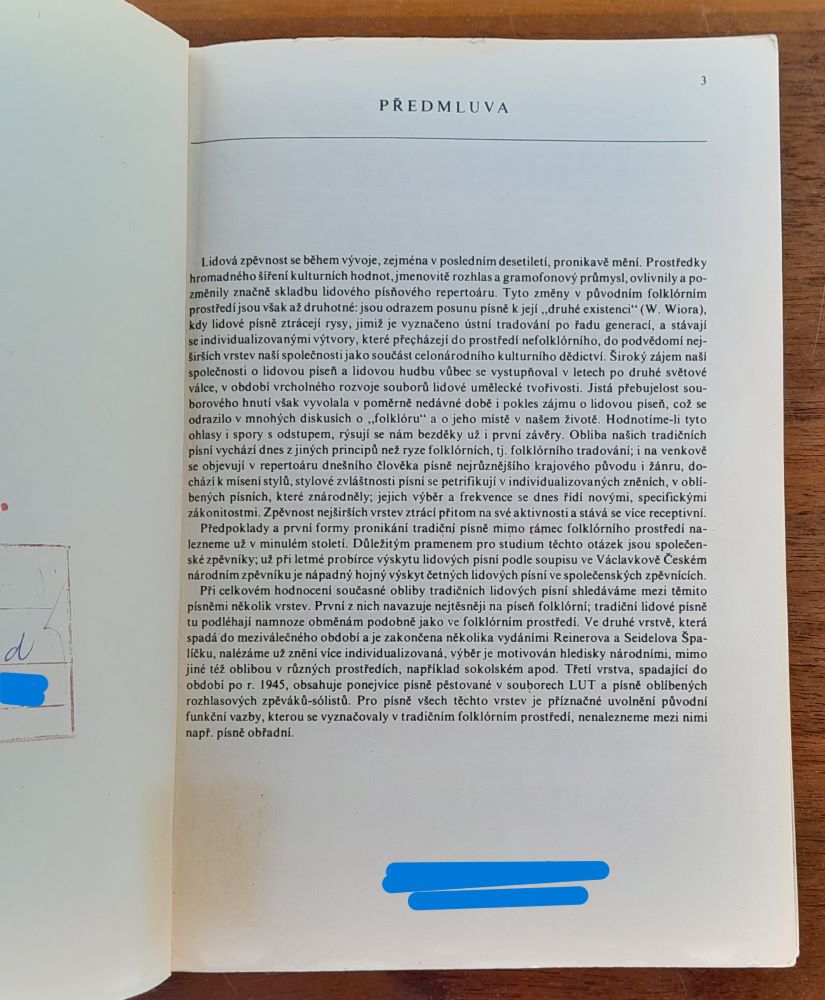 3
PŘEDMLUVA
Lidová zpěvnost se během vývoje, zejména v posledním desetiletí, pronikavě mění. Prostředky
hromadného šíření kulturních hodnot, jmenovitě rozhlas a gramofonový průmysl, ovlivnily a po-
změnily značně skladbu lidového písňového repertoáru. Tyto změny v původním folklórním
prostředí jsou však až druhotné: jsou odrazem posunu písně k její „druhé existenci“ (W. Wiora),
kdy lidové písně ztrácejí rysy, jimiž je vyznačeno ústní tradování po řadu generací, a stávají
se individualizovanými výtvory, které přecházejí do prostředí nefolklórního, do podvědomí nej-
širších vrstev naší společnosti jako součást celonárodního kulturního dědictví. Široký zájem naší
společnosti o lidovou píseň a lidovou hudbu vůbec se vystupňoval v letech po druhé světové
válce, v období vrcholného rozvoje souborů lidové umělecké tvořivosti. Jistá přebujelost sou-
borového hnutí však vyvolala v poměrně nedávné době i pokles zájmu o lidovou píseň, což se
odrazilo v mnohých diskusích o „folklóru“ a o jeho místě v našem životě. Hodnotíme-li tyto
ohlasy i spory s odstupem, rýsují se nám bezděky už i první závěry. Obliba našich tradičních
písní vychází dnes z jiných principů než ryze folklórních, tj. folklórního tradování; i na venkově
se objevují v repertoáru dnešního člověka písně nejrůznějšího krajového původu i žánru, do-
chází k mísení stylů, stylové zvláštnosti písní se petrifikují v individualizovaných zněních, v oblí-
bených písních, které znárodněly; jejich výběr a frekvence se dnes řídí novými, specifickými
zákonitostmi. Zpěvnost nejširších vrstev ztrácí přitom na své aktivnosti a stává se více receptivní.
Předpoklady a první formy pronikání tradiční písně mimo rámec folklórního prostředí na-
lezneme už v minulém století. Důležitým pramenem pro studium těchto otázek jsou společen-
ské zpěvníky; už při letmé probírce výskytu lidových písní podle soupisu ve Václavkově Českém
národním zpěvníku je nápadný hojný výskyt četných lidových písní ve společenských zpěvnících.
Při celkovém hodnocení současné obliby tradičních lidových písní shledáváme mezi těmito
písněmi několik vrstev. První z nich navazuje nejtěsněji na píseň folklórní; tradiční lidové písně
tu podléhají namnoze obměnám podobně jako ve folklórním prostředí. Ve druhé vrstvě, která
spadá do meziválečného období a je zakončena několika vydáními Reinerova a Seidelova Špa-
líčku, nalézáme už znění více individualizovaná, výběr je motivován hledisky národními, mimo
jiné též oblibou v různých prostředích, například sokolském apod. Třetí vrstva, spadající do
období po r. 1945, obsahuje ponejvíce písně pěstované v souborech LUT a písně oblíbených
rozhlasových zpěváků-sólistů. Pro písně všech těchto vrstev je příznačné uvolnění původní
funkční vazby, kterou se vyznačovaly v tradičním folklórním prostředí, nenalezneme mezi nimi
např. písně obřadní.